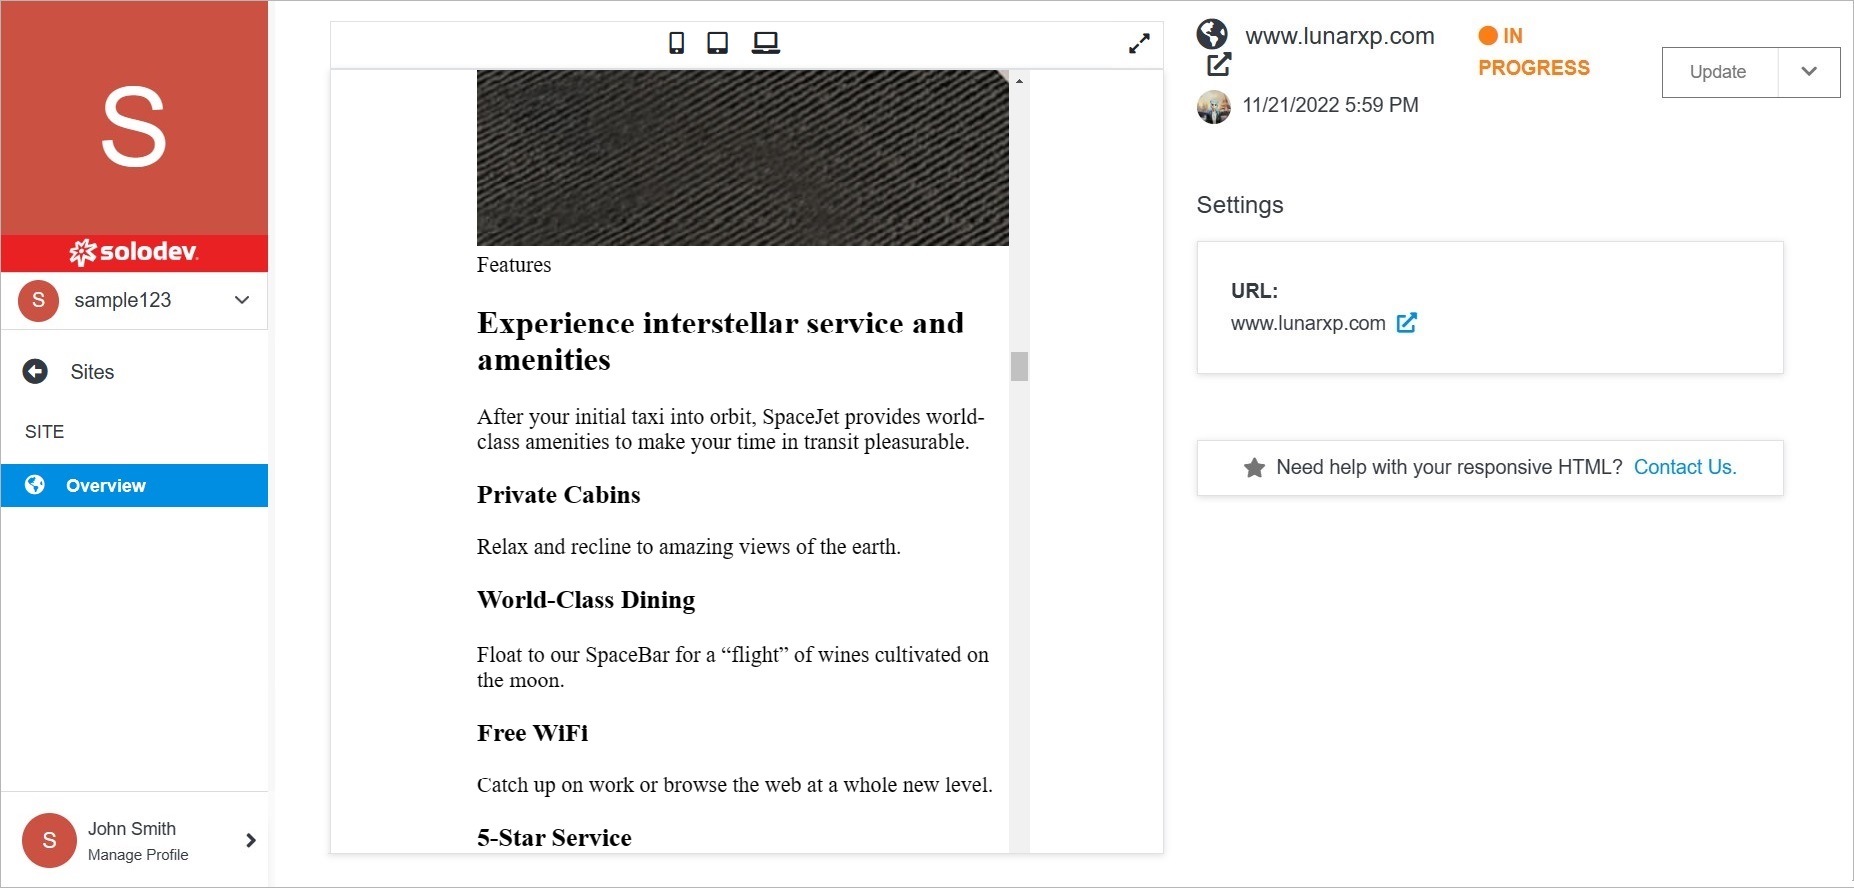 S
solodev
S
sample123
Sites
SITE
Overview
S
John Smith
Manage Profile
Features
Experience interstellar service and
amenities
After your initial taxi into orbit, SpaceJet provides world-
class amenities to make your time in transit pleasurable.
Private Cabins
Relax and recline to amazing views of the earth.
World-Class Dining
Float to our SpaceBar for a “flight” of wines cultivated on
the moon.
Free WiFi
Catch up on work or browse the web at a whole new level.
5-Star Service
www.lunarxp.com
IN
PROGRESS
Update
11/21/2022 5:59 PM
Settings
URL:
www.lunarxp.com
Need help with your responsive HTML? Contact Us.